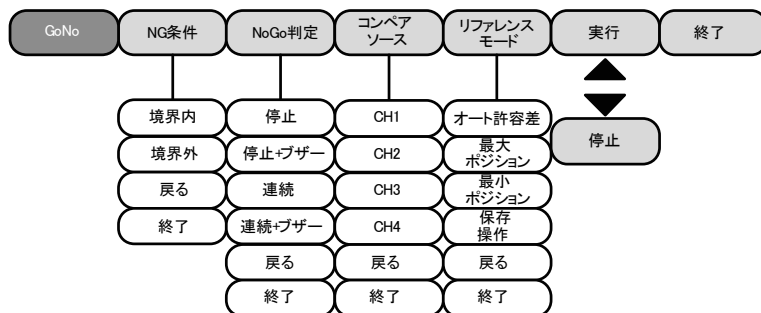 GoNo
NG条件
NoGo判定
コンペア
ソース
リファレンス
モード
実行
終了
境界内
停止
CH1
オート許容差
停止
境界外
停止+ブザー
CH2
最大
ポジション
戻る
連続
CH3
最小
ポジション
終了
連続+ブザー
CH4
保存
操作
戻る
戻る
戻る
終了
終了
終了